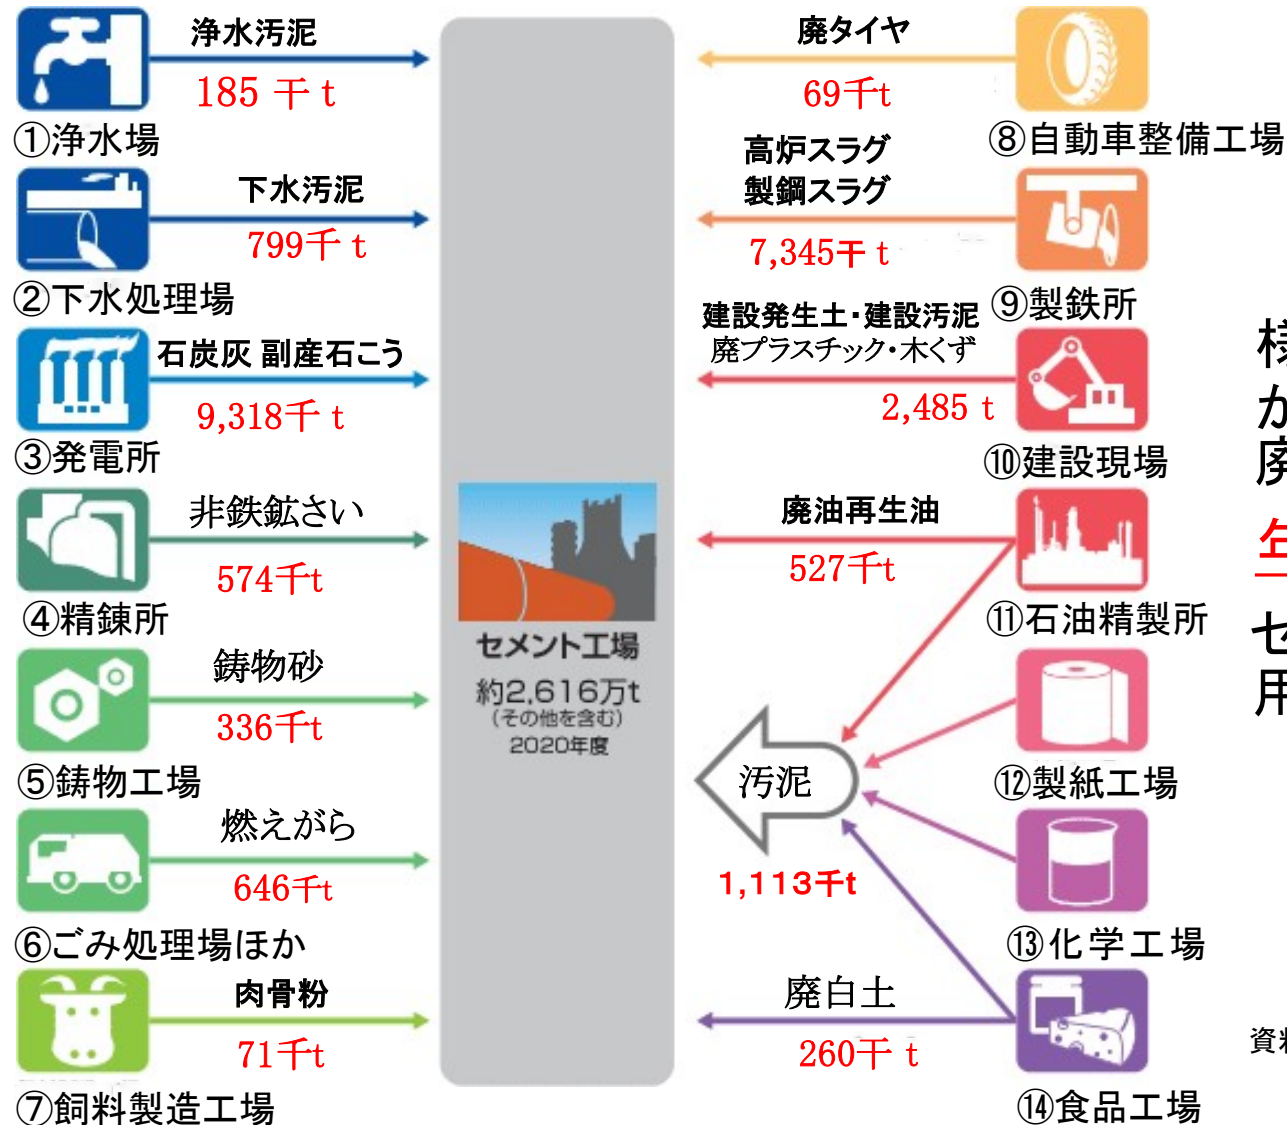 浄水汚泥
185 干 t
①浄水場
下水汚泥
799千 t
②下水処理場
石炭灰 副産石こう
9,318千 t
③発電所
非鉄鉱さい
574千t
④精錬所
鋳物砂
336千t
⑤鋳物工場
燃えがら
646千t
⑥ごみ処理場ほか
肉骨粉
71千t
⑦飼料製造工場
セメント工場
約2,616万t
(その他を含む)
2020年度
廃タイヤ
69千t
⑧自動車整備工場
高炉スラグ
製鋼スラグ
7,345干 t
⑨製鉄所
建設発生土・建設汚泥
廃プラスチック・木くず
2,485 t
⑩建設現場
廃油再生油
527千t
⑪石油精製所
⑫製紙工場
汚泥
1,113千t
⑬化学工場
廃白土
260干 t
⑭食品工場
様
か
廃
セ
用
資料